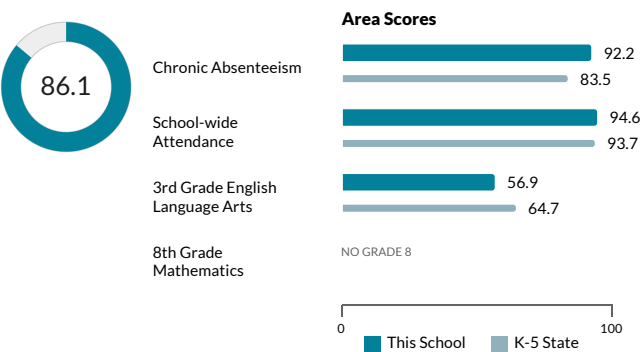 Area Scores
86.1
Chronic Absenteeism
92.2
83.5
School-wide
Attendance
94.6
93.7
3rd Grade English
Language Arts
56.9
64.7
8th Grade
Mathematics
NO GRADE 8
0 100
This School K-5 State